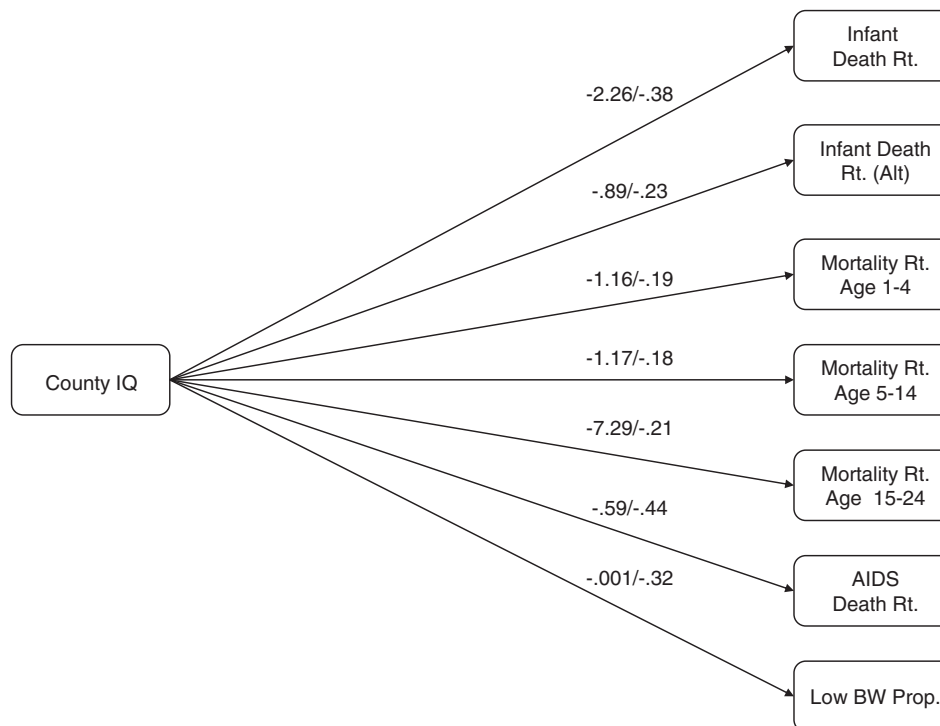 Infant
Death Rt.
-2.26/-.38
Infant Death
Rt. (Alt)
-.89/-.23
Mortality Rt.
Age 1-4
-1.16/-.19
County IQ
-1.17/-.18
Mortality Rt.
Age 5-14
-7.29/-.21
Mortality Rt.
Age  15-24
-.59/-.44
AIDS
Death Rt.
-.001/-.32
Low BW Prop.